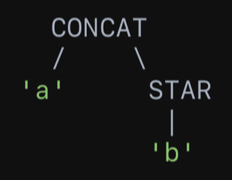 CONCAT
/ \
'a' STAR
|
'b'